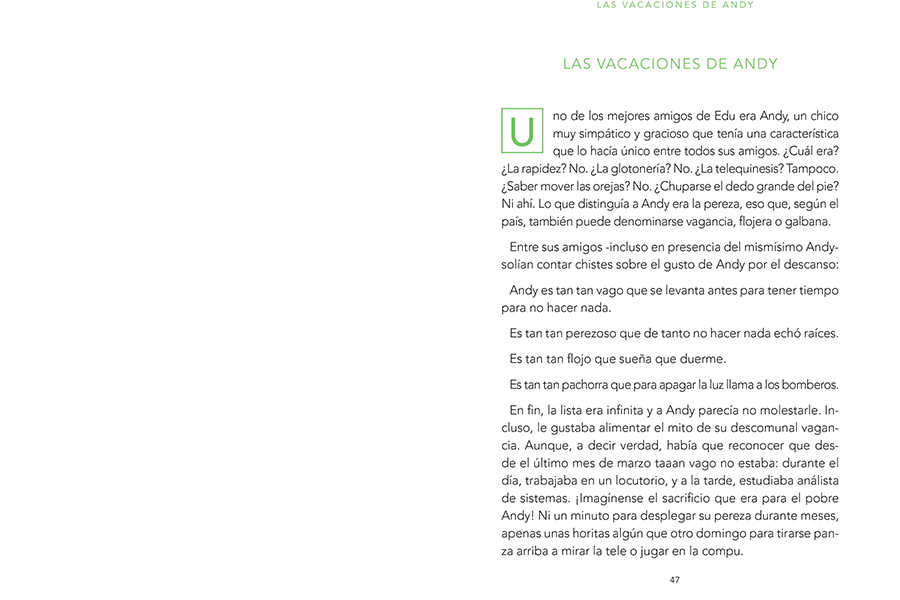 LAS VACACIONES DE ANDY
LAS VACACIONES DE ANDY
Uno de los mejores amigos de Edu era Andy, un chico
muy simpático y gracioso que tenía una característica
que lo hacía único entre todos sus amigos. ¿Cuál era?
¿La rapidez? No. ¿La glotonería? No. ¿La telequinesis? Tampoco.
¿Saber mover las orejas? No. ¿Chuparse el dedo grande del pie?
Ni ahí. Lo que distinguía a Andy era la pereza, eso que, según el
país, también puede denominarse vagancia, flojera o galbana.
Entre sus amigos -incluso en presencia del mismísimo Andy-
solían contar chistes sobre el gusto de Andy por el descanso:
Andy es tan tan vago que se levanta antes para tener tiempo
para no hacer nada.
Es tan tan perezoso que de tanto no hacer nada echó raíces.
Es tan tan flojo que sueña que duerme.
Es tan tan pachorra que para apagar la luz llama a los bomberos.
En fin, la lista era infinita y a Andy parecía no molestarle. In-
cluso, le gustaba alimentar el mito de su descomunal vagan-
cia. Aunque, a decir verdad, había que reconocer que des-
de el último mes de marzo taaan vago no estaba: durante el
día, trabajaba en un locutorio, y a la tarde, estudiaba análista
de sistemas. ¡Imagínense el sacrificio que era para el pobre
Andy! Ni un minuto para desplegar su pereza durante meses,
apenas unas horitas algún que otro domingo para tirarse pan-
za arriba a mirar la tele o jugar en la compu.
47